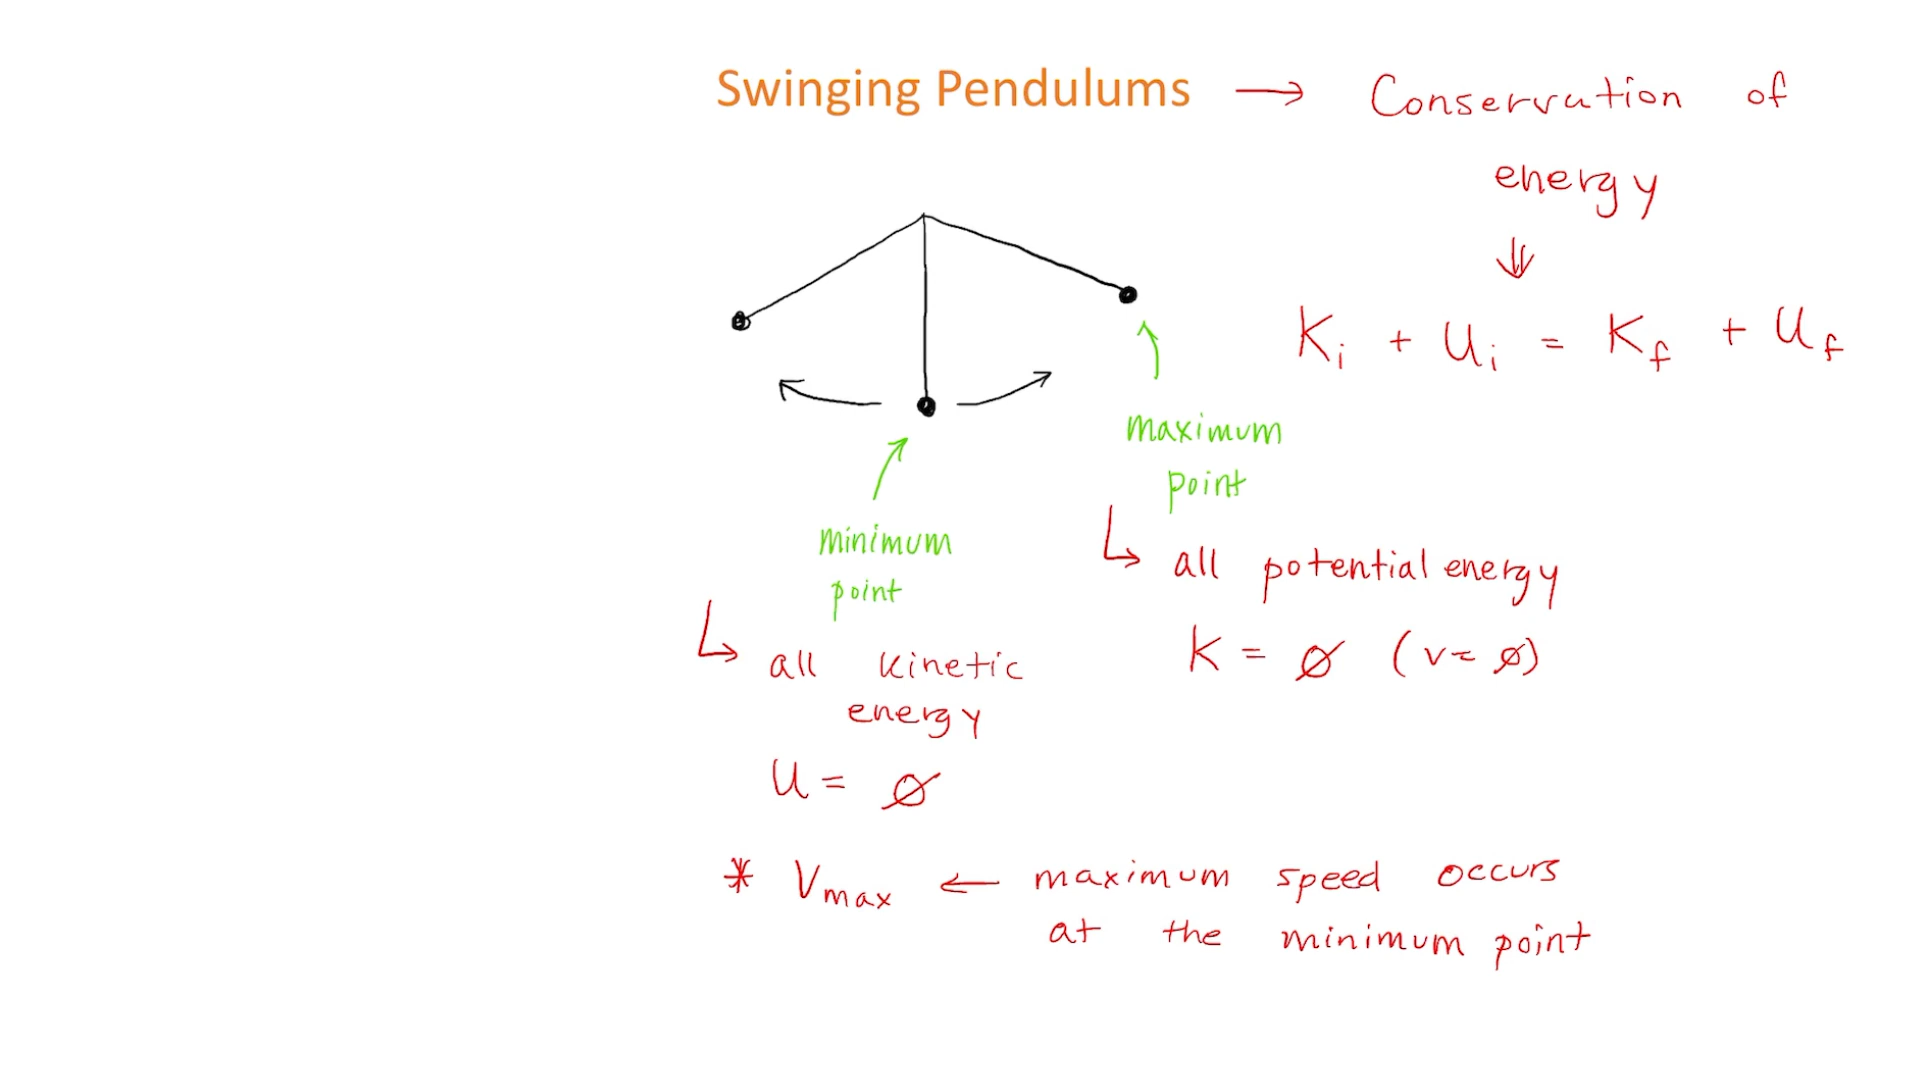 Swinging Pendulums → Conservation of
energy
⇓
Ki + Ui = Kf + Uf
maximum
point
minimum
point
↳ all potential energy
K = ∅ (v = ∅)
↳ all kinetic
energy
U = ∅
* Vmax ← maximum speed occurs
at the minimum point